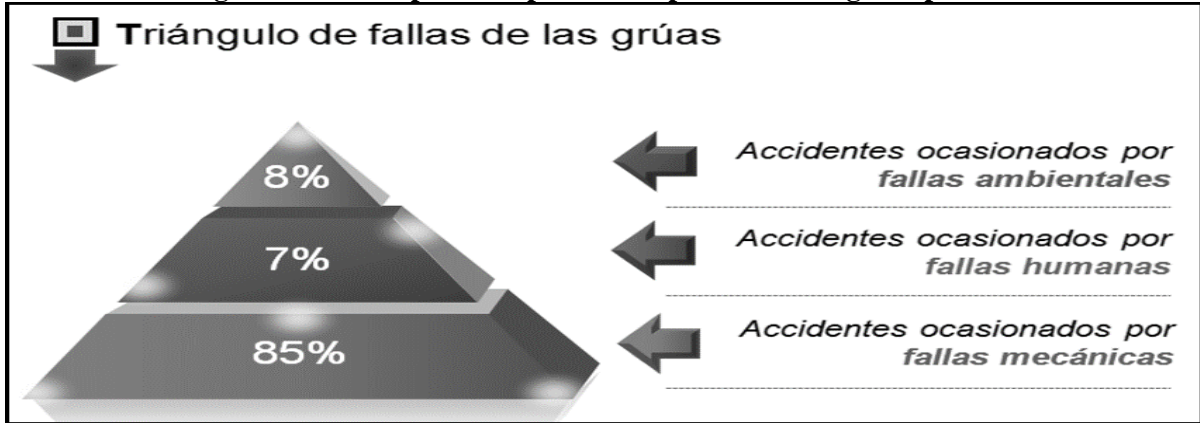 Triángulo de fallas de las grúas
8%
Accidentes ocasionados por
fallas ambientales
7%
Accidentes ocasionados por
fallas humanas
85%
Accidentes ocasionados por
fallas mecánicas